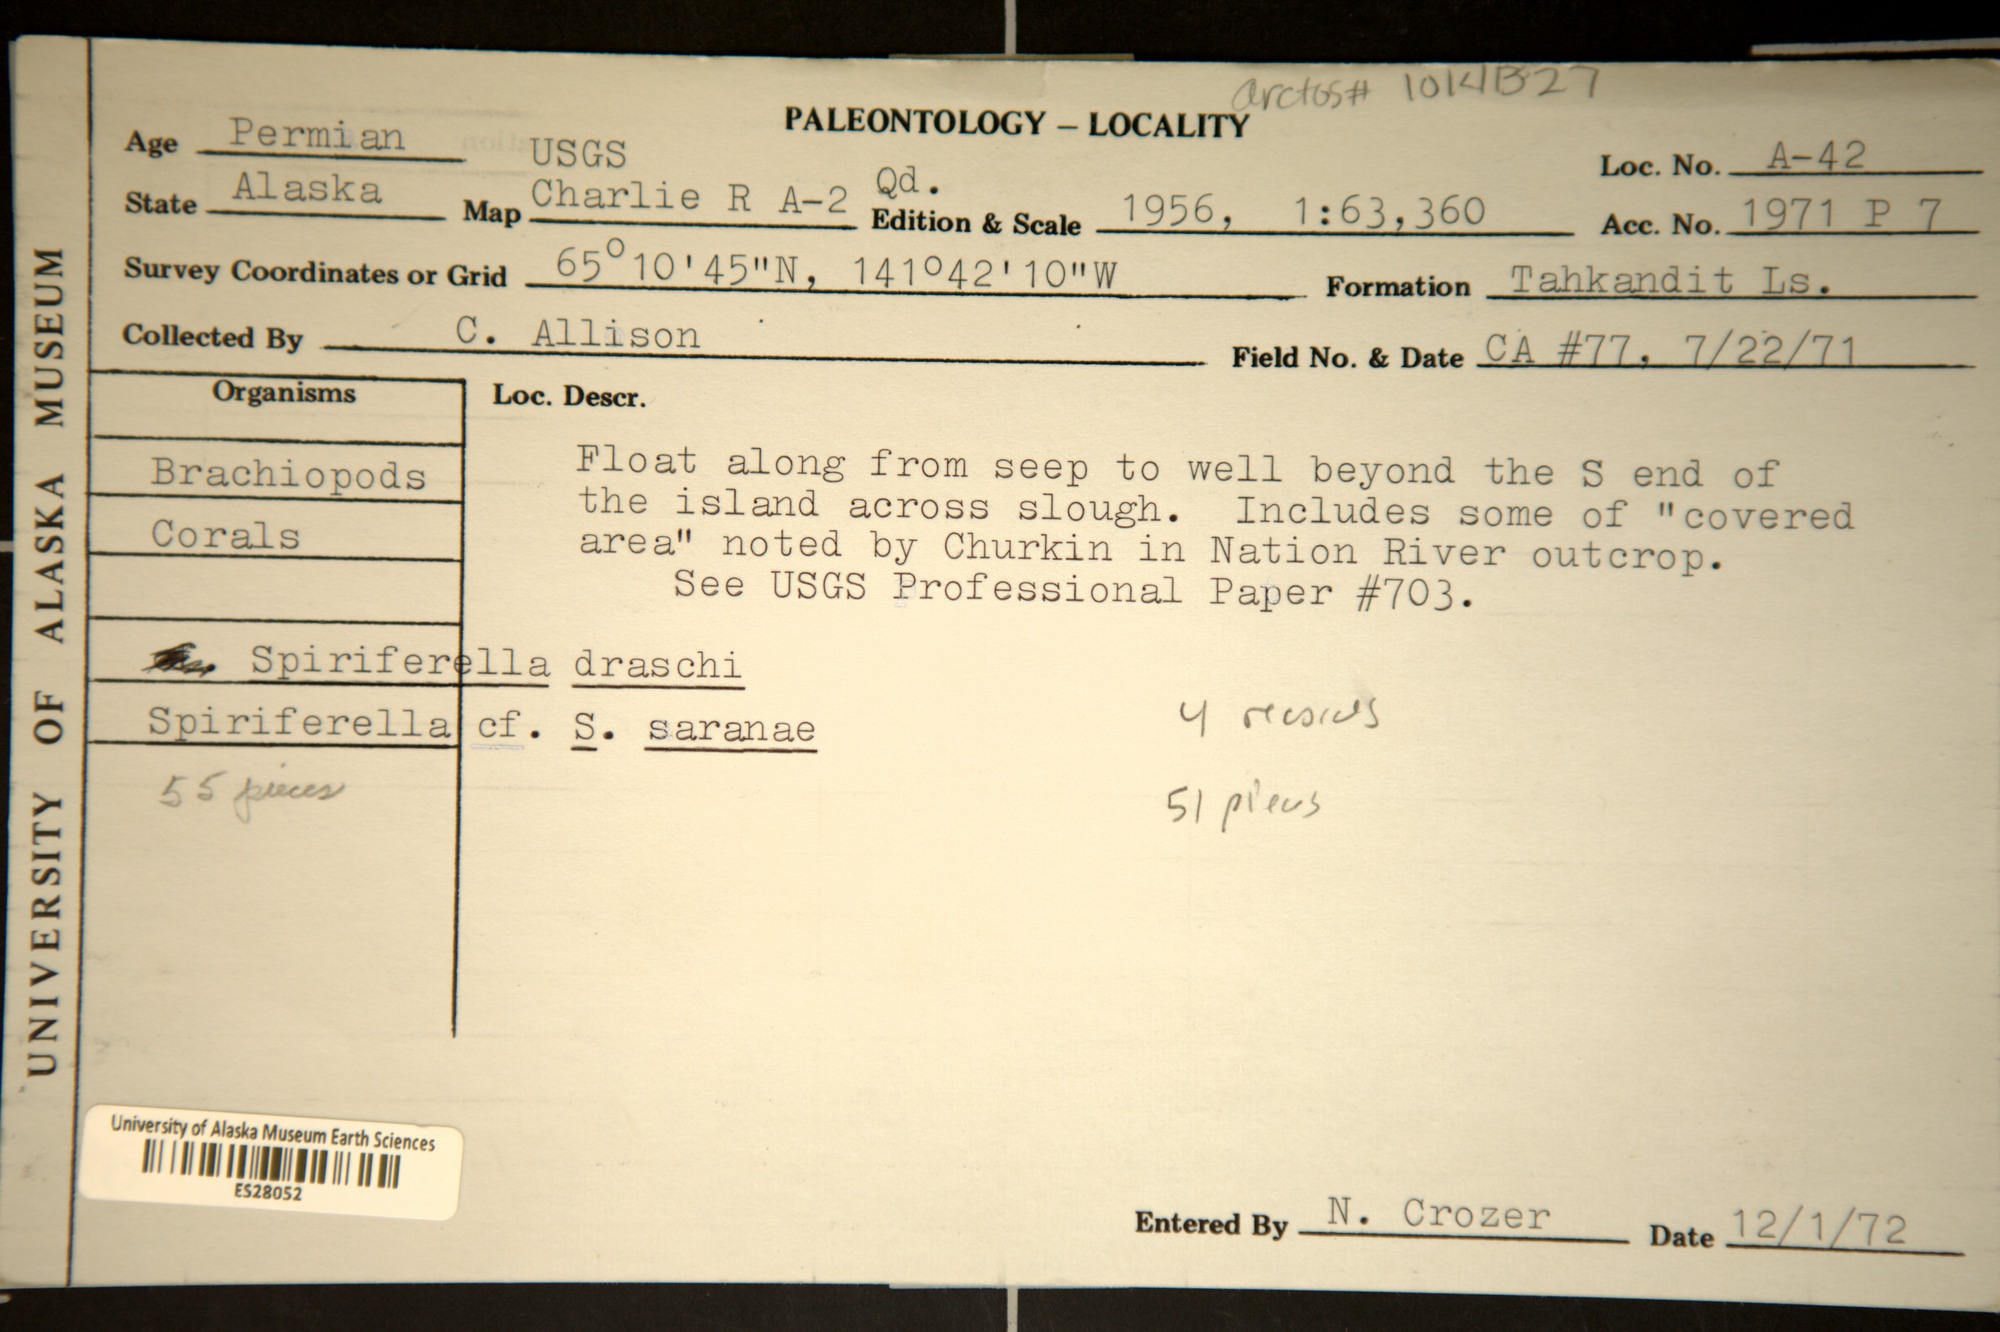 arctos#
PALEONTOLOGY – LOCALITY
Age Permian
USGS
Loc. No. A-42
State Alaska Map Charlie R A-2 Qd. Edition & Scale 1956, 1:63,360 Acc. No. 1971 P 7
Survey Coordinates or Grid 65°10'45"N, 141°42'10"W Formation Tahkandit Ls.
Collected By C. Allison Field No. & Date CA #77, 7/22/71
Organisms
Loc. Descr.
Float along from seep to well beyond the S end of
the island across slough. Includes some of "covered
area" noted by Churkin in Nation River outcrop.
See USGS Professional Paper #703.
Brachiopods
Corals
Spiriferella draschi
Spiriferella cf. S. saranae
55 pieces
4 records
51 pieces
UNIVERSITY OF ALASKA MUSEUM
University of Alaska Museum Earth Sciences
ES28052
Entered By N. Crozer Date 12/1/72